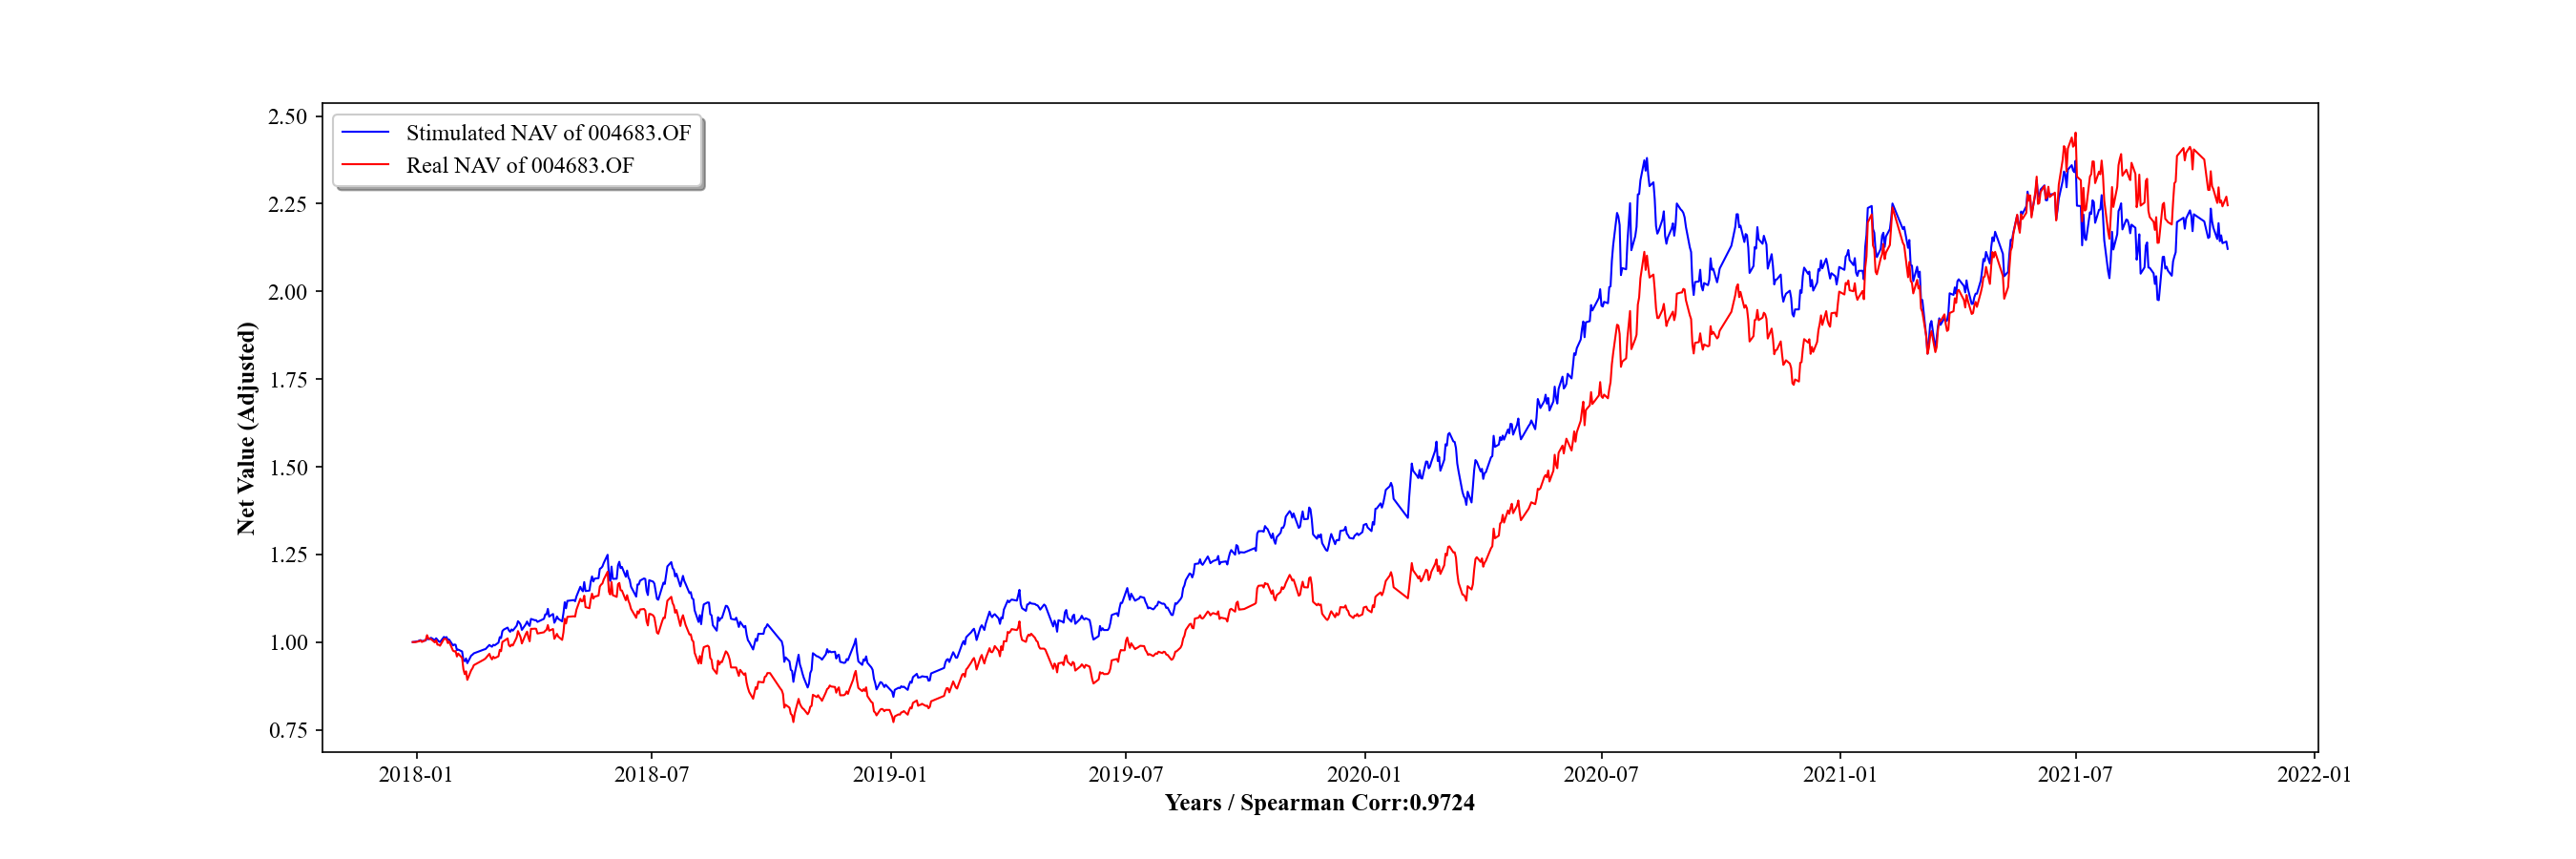 Stimulated NAV of 004683.OF
Real NAV of 004683.OF
2.50
2.25
2.00
1.75
1.50
1.25
1.00
0.75
Net Value (Adjusted)
2018-01 2018-07 2019-01 2019-07 2020-01 2020-07 2021-01 2021-07 2022-01
Years / Spearman Corr:0.9724